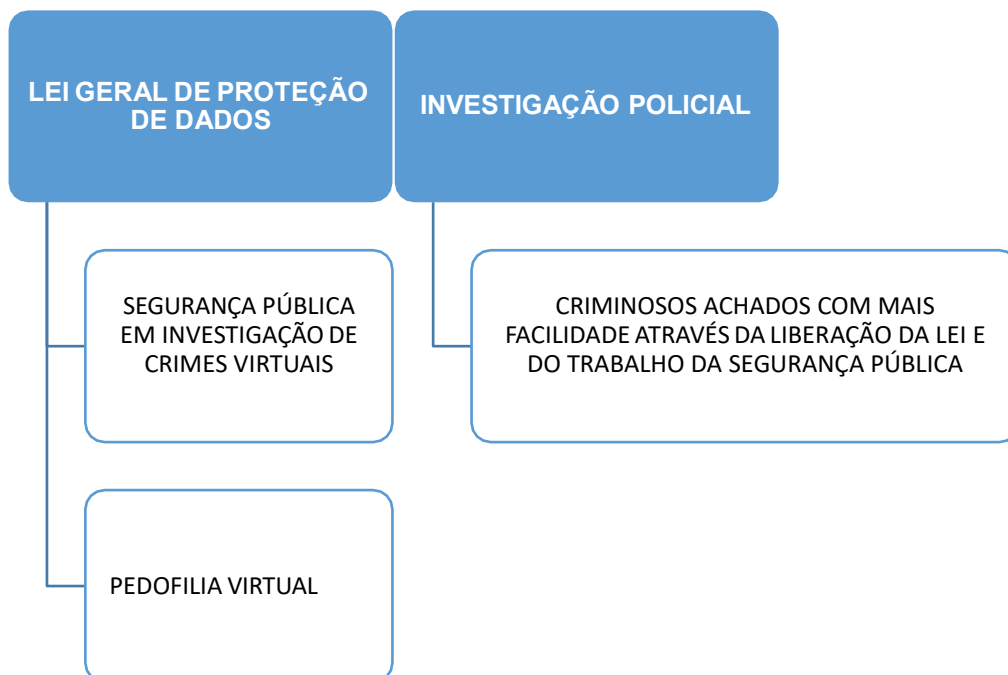 LEI GERAL DE PROTEÇÃO
DE DADOS
INVESTIGAÇÃO POLICIAL
SEGURANÇA PÚBLICA
EM INVESTIGAÇÃO DE
CRIMES VIRTUAIS
CRIMINOSOS ACHADOS COM MAIS
FACILIDADE ATRAVÉS DA LIBERAÇÃO DA LEI E
DO TRABALHO DA SEGURANÇA PÚBLICA
PEDOFILIA VIRTUAL